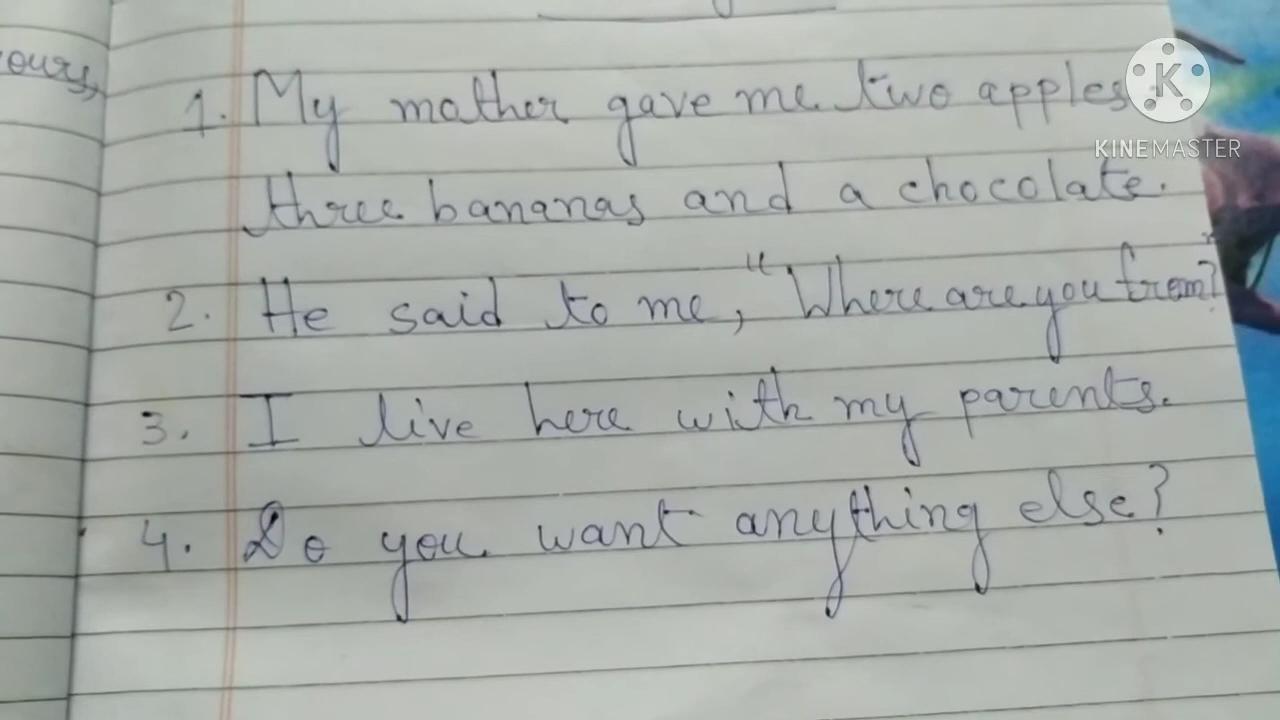 ours,
1. My mother gave me two apples
three bananas and a chocolate.
2. He said to me, "Where are you from?"
3. I live here with my parents.
4. Do you want anything else?
K
KINEMASTER